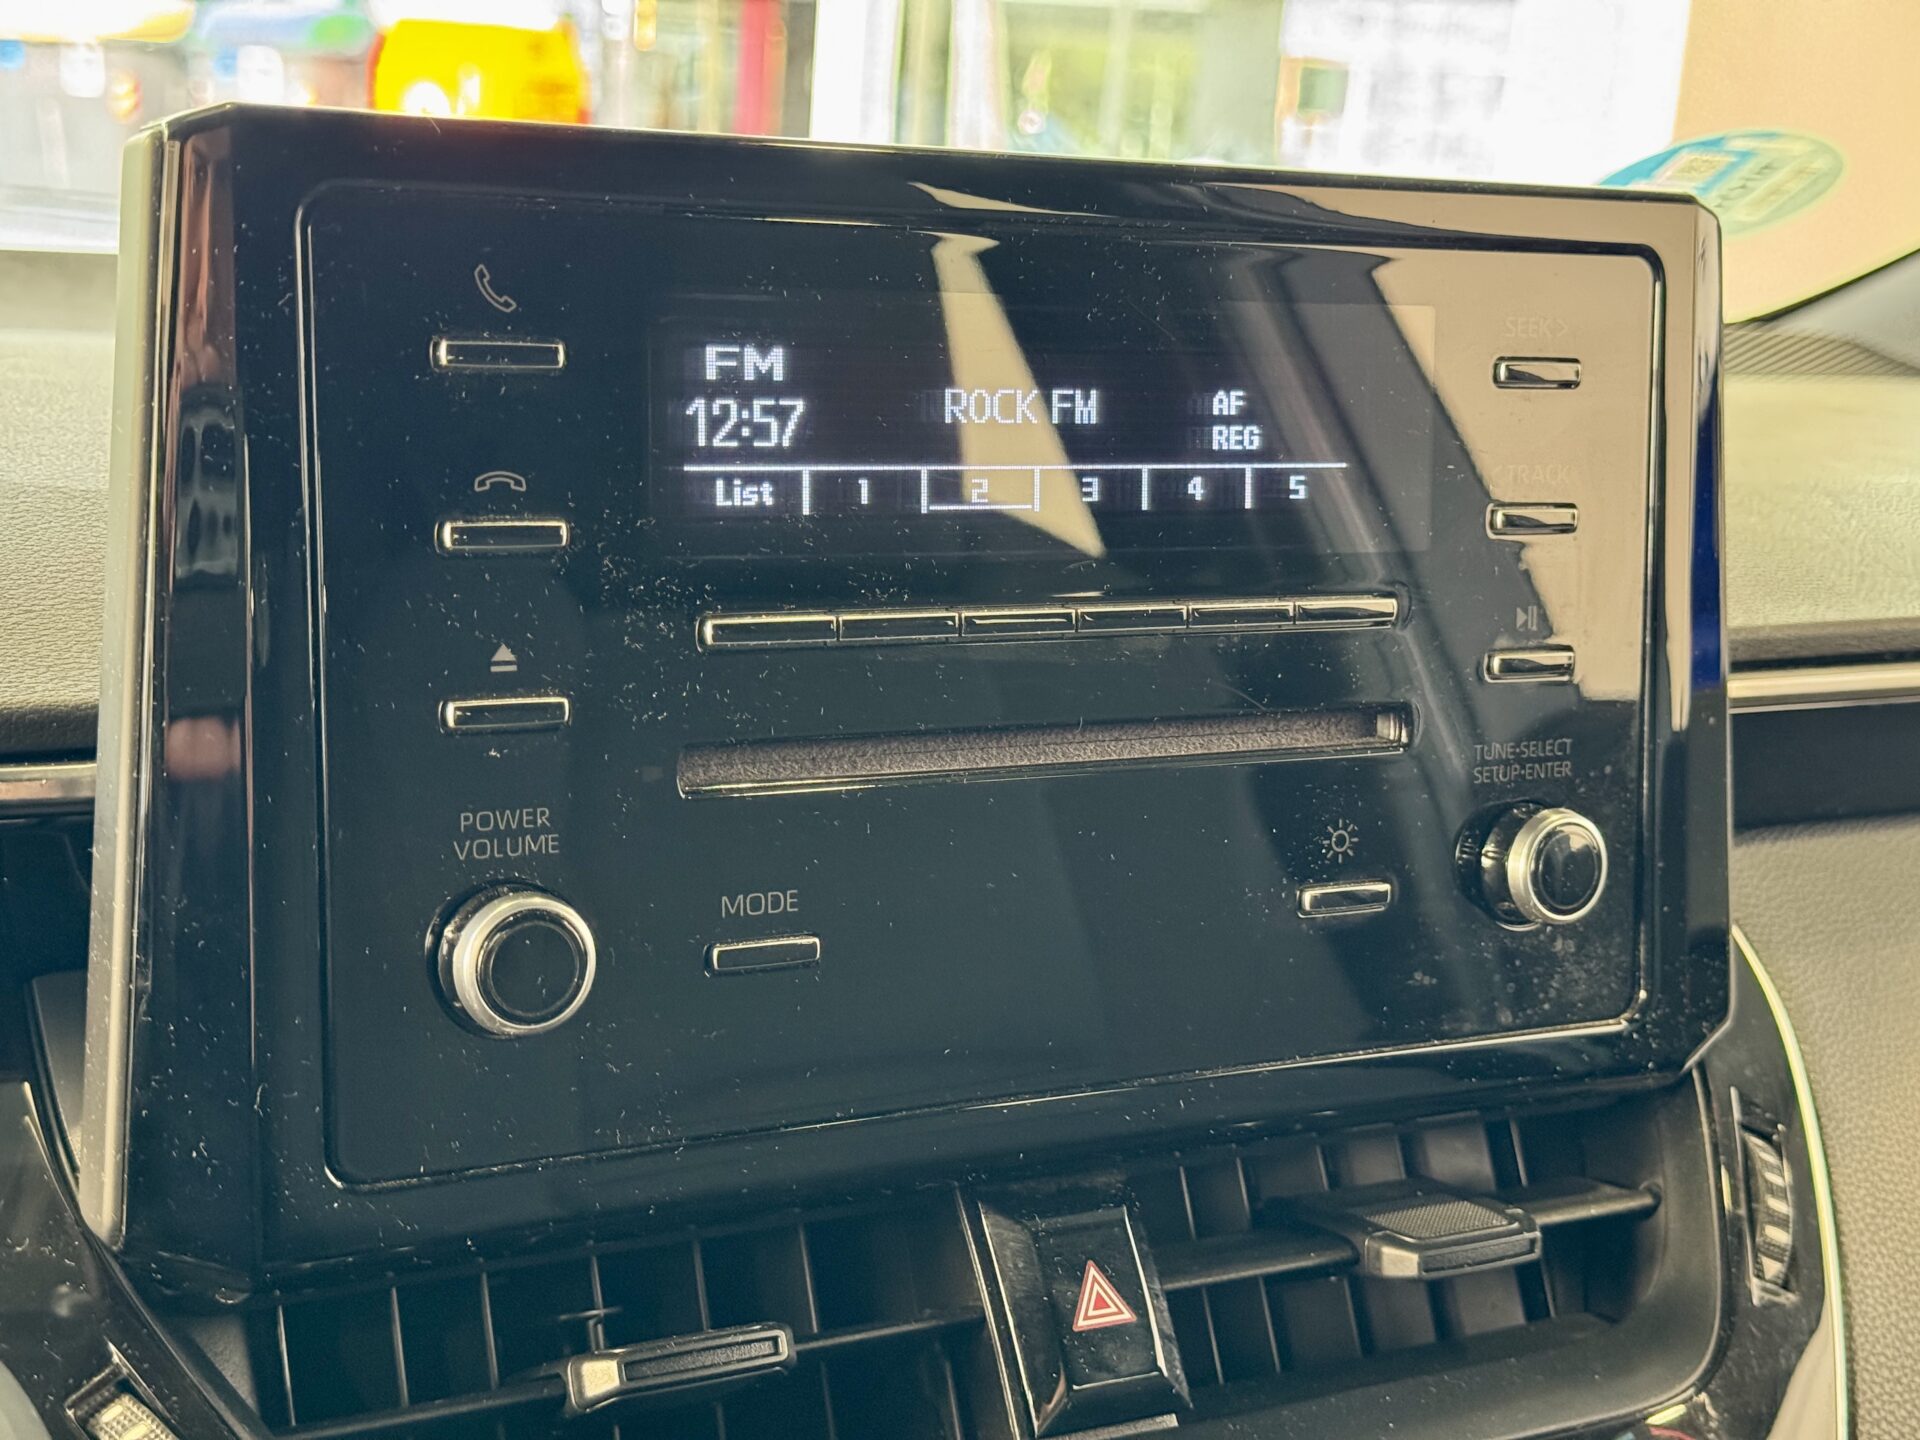 FM
12:57
ROCK FM
AF
REG
List
1
2
3
4
5
SEEK >
< TRACK
POWER
VOLUME
MODE
TUNE•SELECT
SETUP•ENTER